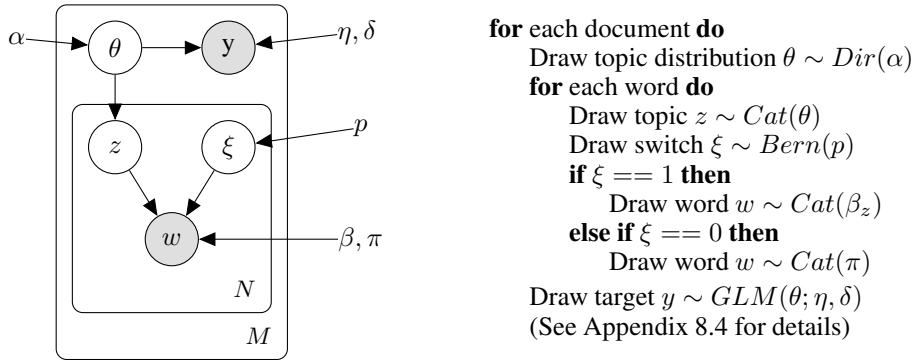 α
θ
y
η, δ
z
ξ
p
w
β, π
N
M
for each document do
Draw topic distribution θ ∼ Dir(α)
for each word do
Draw topic z ∼ Cat(θ)
Draw switch ξ ∼ Bern(p)
if ξ == 1 then
Draw word w ∼ Cat(β_z)
else if ξ == 0 then
Draw word w ∼ Cat(π)
Draw target y ∼ GLM(θ; η, δ)
(See Appendix 8.4 for details)